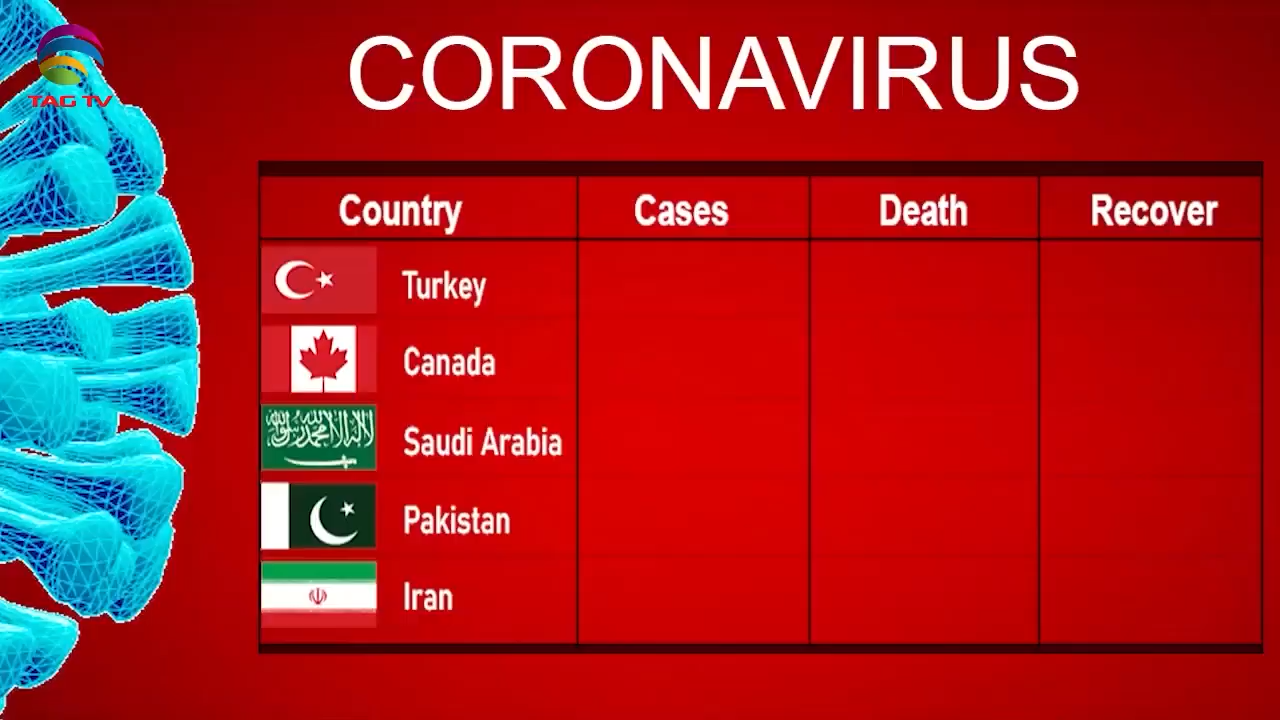 TAG TV
CORONAVIRUS
Country Cases Death Recover
Turkey
Canada
Saudi Arabia
Pakistan
Iran